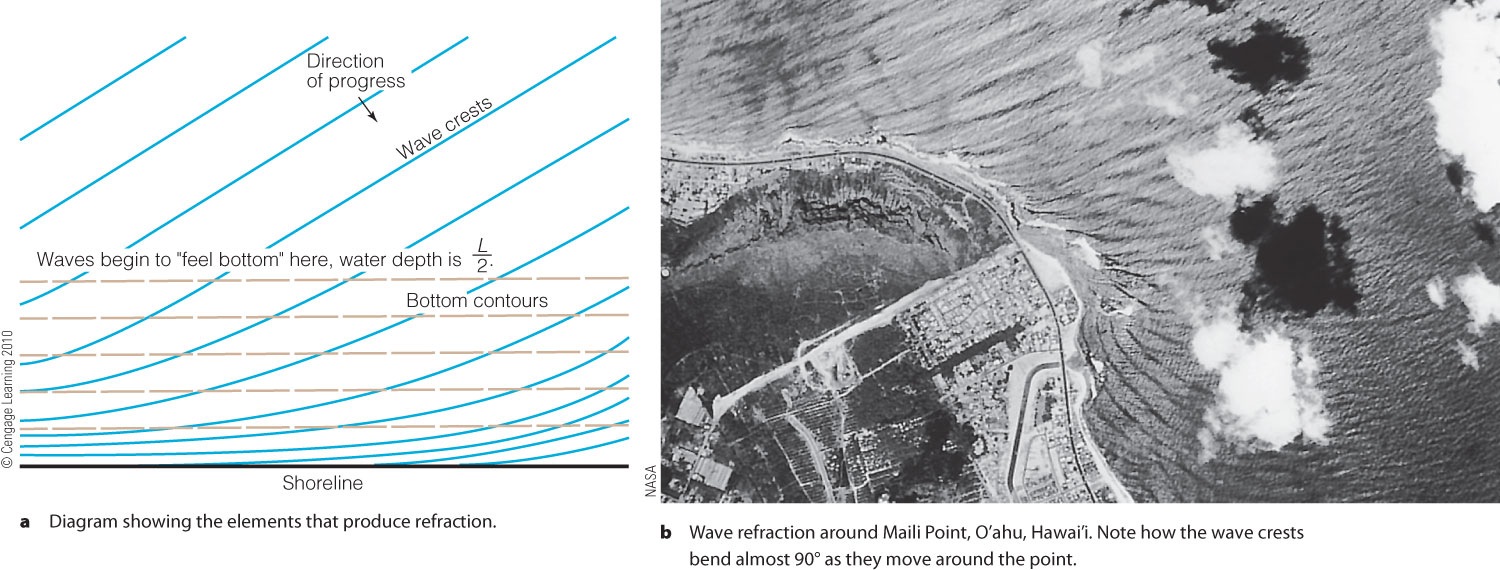 Direction
of progress
Wave crests
Waves begin to "feel bottom" here, water depth is L/2.
Bottom contours
© Cengage Learning 2010
Shoreline
NASA
a Diagram showing the elements that produce refraction.
b Wave refraction around Maili Point, O’ahu, Hawai’i. Note how the wave crests
bend almost 90° as they move around the point.